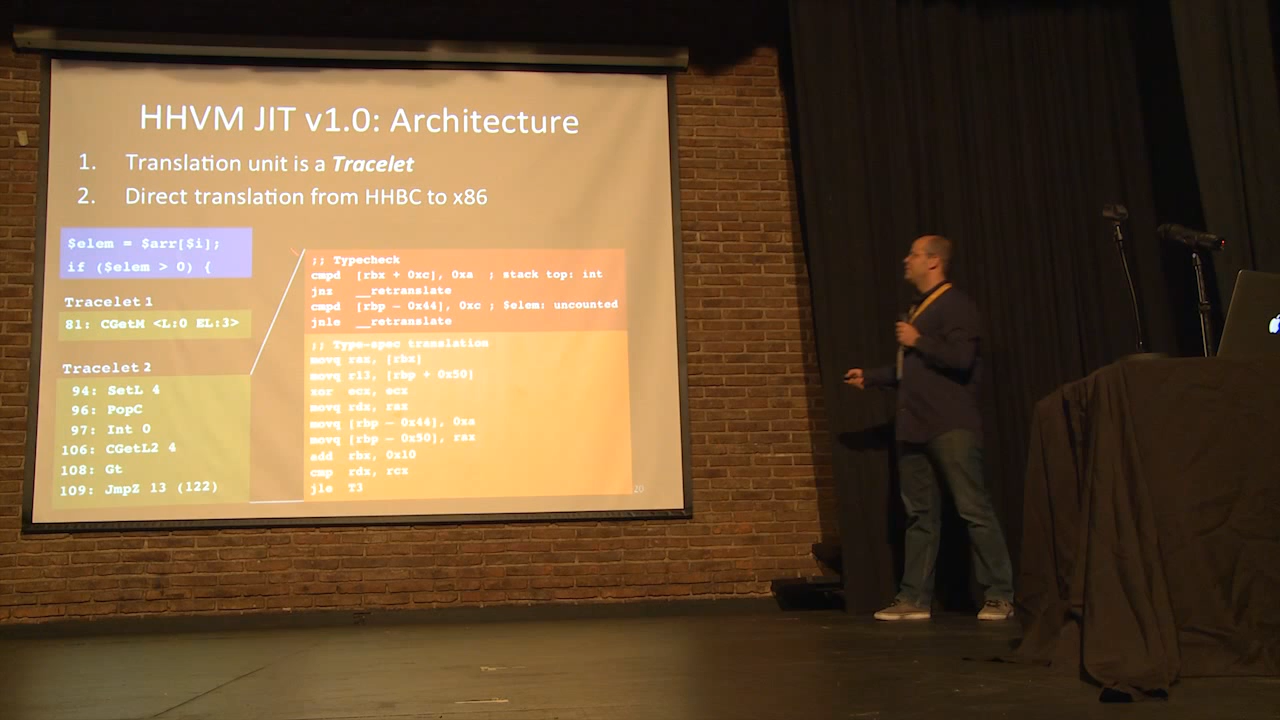 HHVM JIT v1.0: Architecture
1. Translation unit is a Tracelet
2. Direct translation from HHBC to x86
$elem = $arr[$i];
if ($elem > 0) {
Tracelet 1
81: CGetM <L:0 EL:3>
Tracelet 2
94: SetL 4
96: PopC
97: Int 0
106: CGetL2 4
108: Gt
109: JmpZ 13 (122)
;; Typecheck
cmpd [rbx + 0xc], 0xa ; stack top: int
jnz __retranslate
cmpd [rbp – 0x44], 0xc ; $elem: uncounted
jnle __retranslate
;; Type-spec translation
movq rax, [rbx]
movq r13, [rbp + 0x50]
xor ecx, ecx
movq rdx, rax
movq [rbp – 0x44], 0xa
movq [rbp – 0x50], rax
add rbx, 0x10
cmp rdx, rcx
jle T3
20